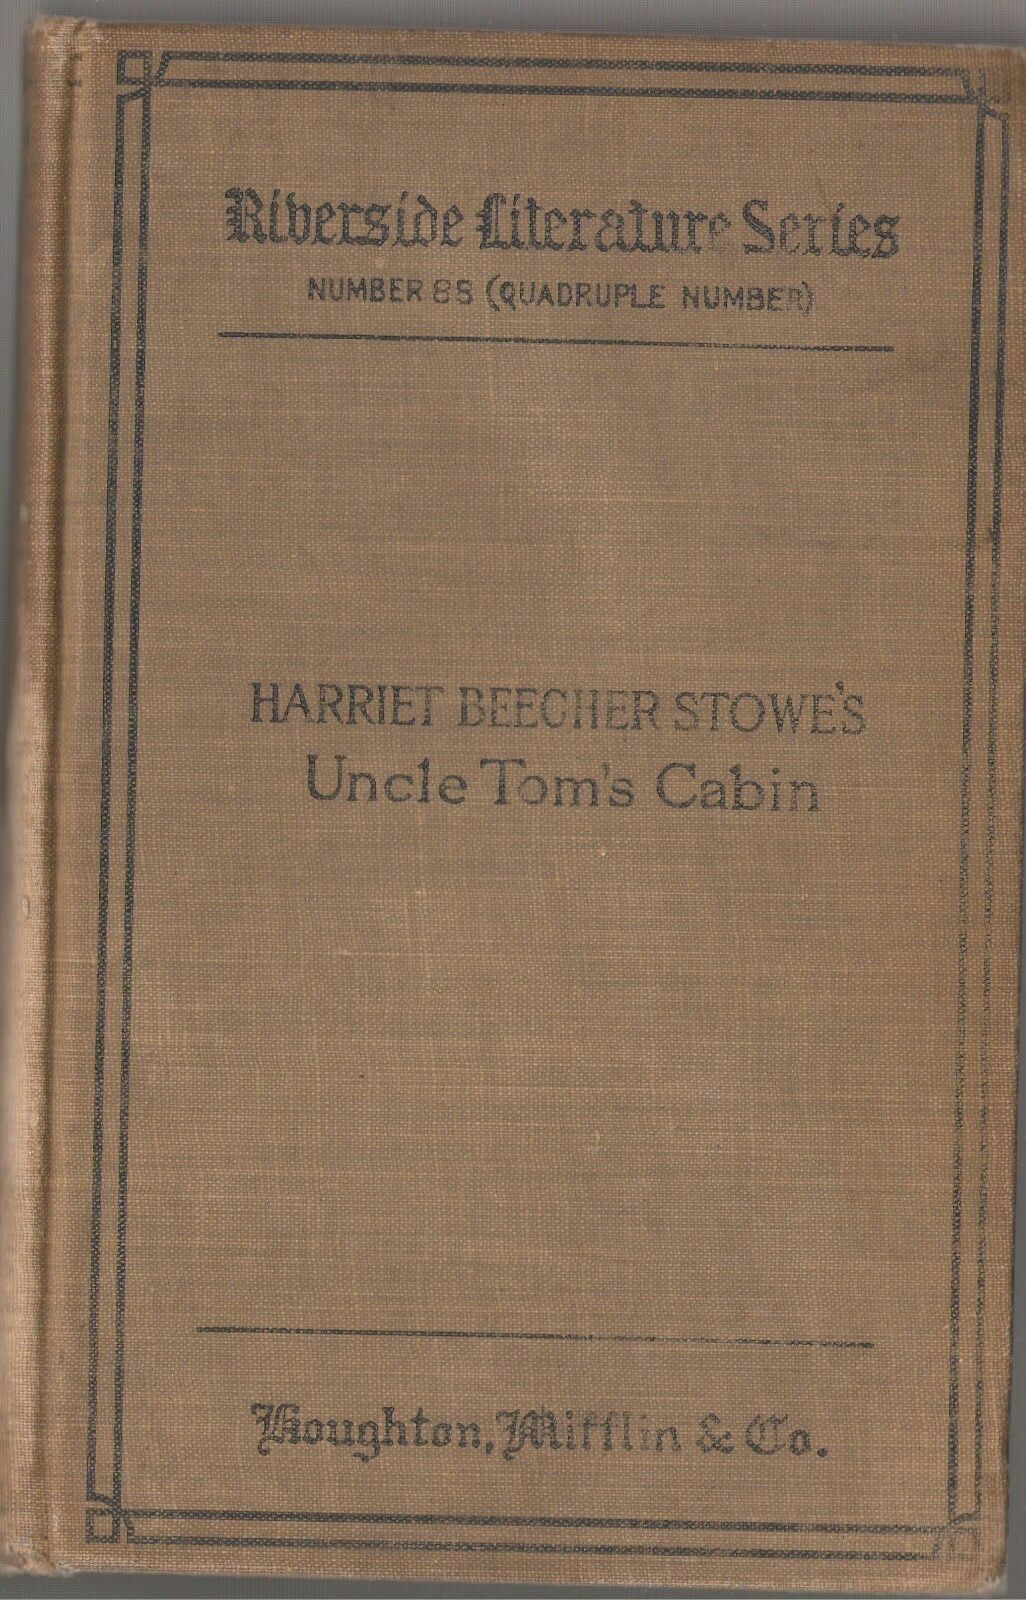 Riverside Literature Series
NUMBER 88 (QUADRUPLE NUMBER)
HARRIET BEECHER STOWE'S
Uncle Tom's Cabin
Houghton, Mifflin & Co.